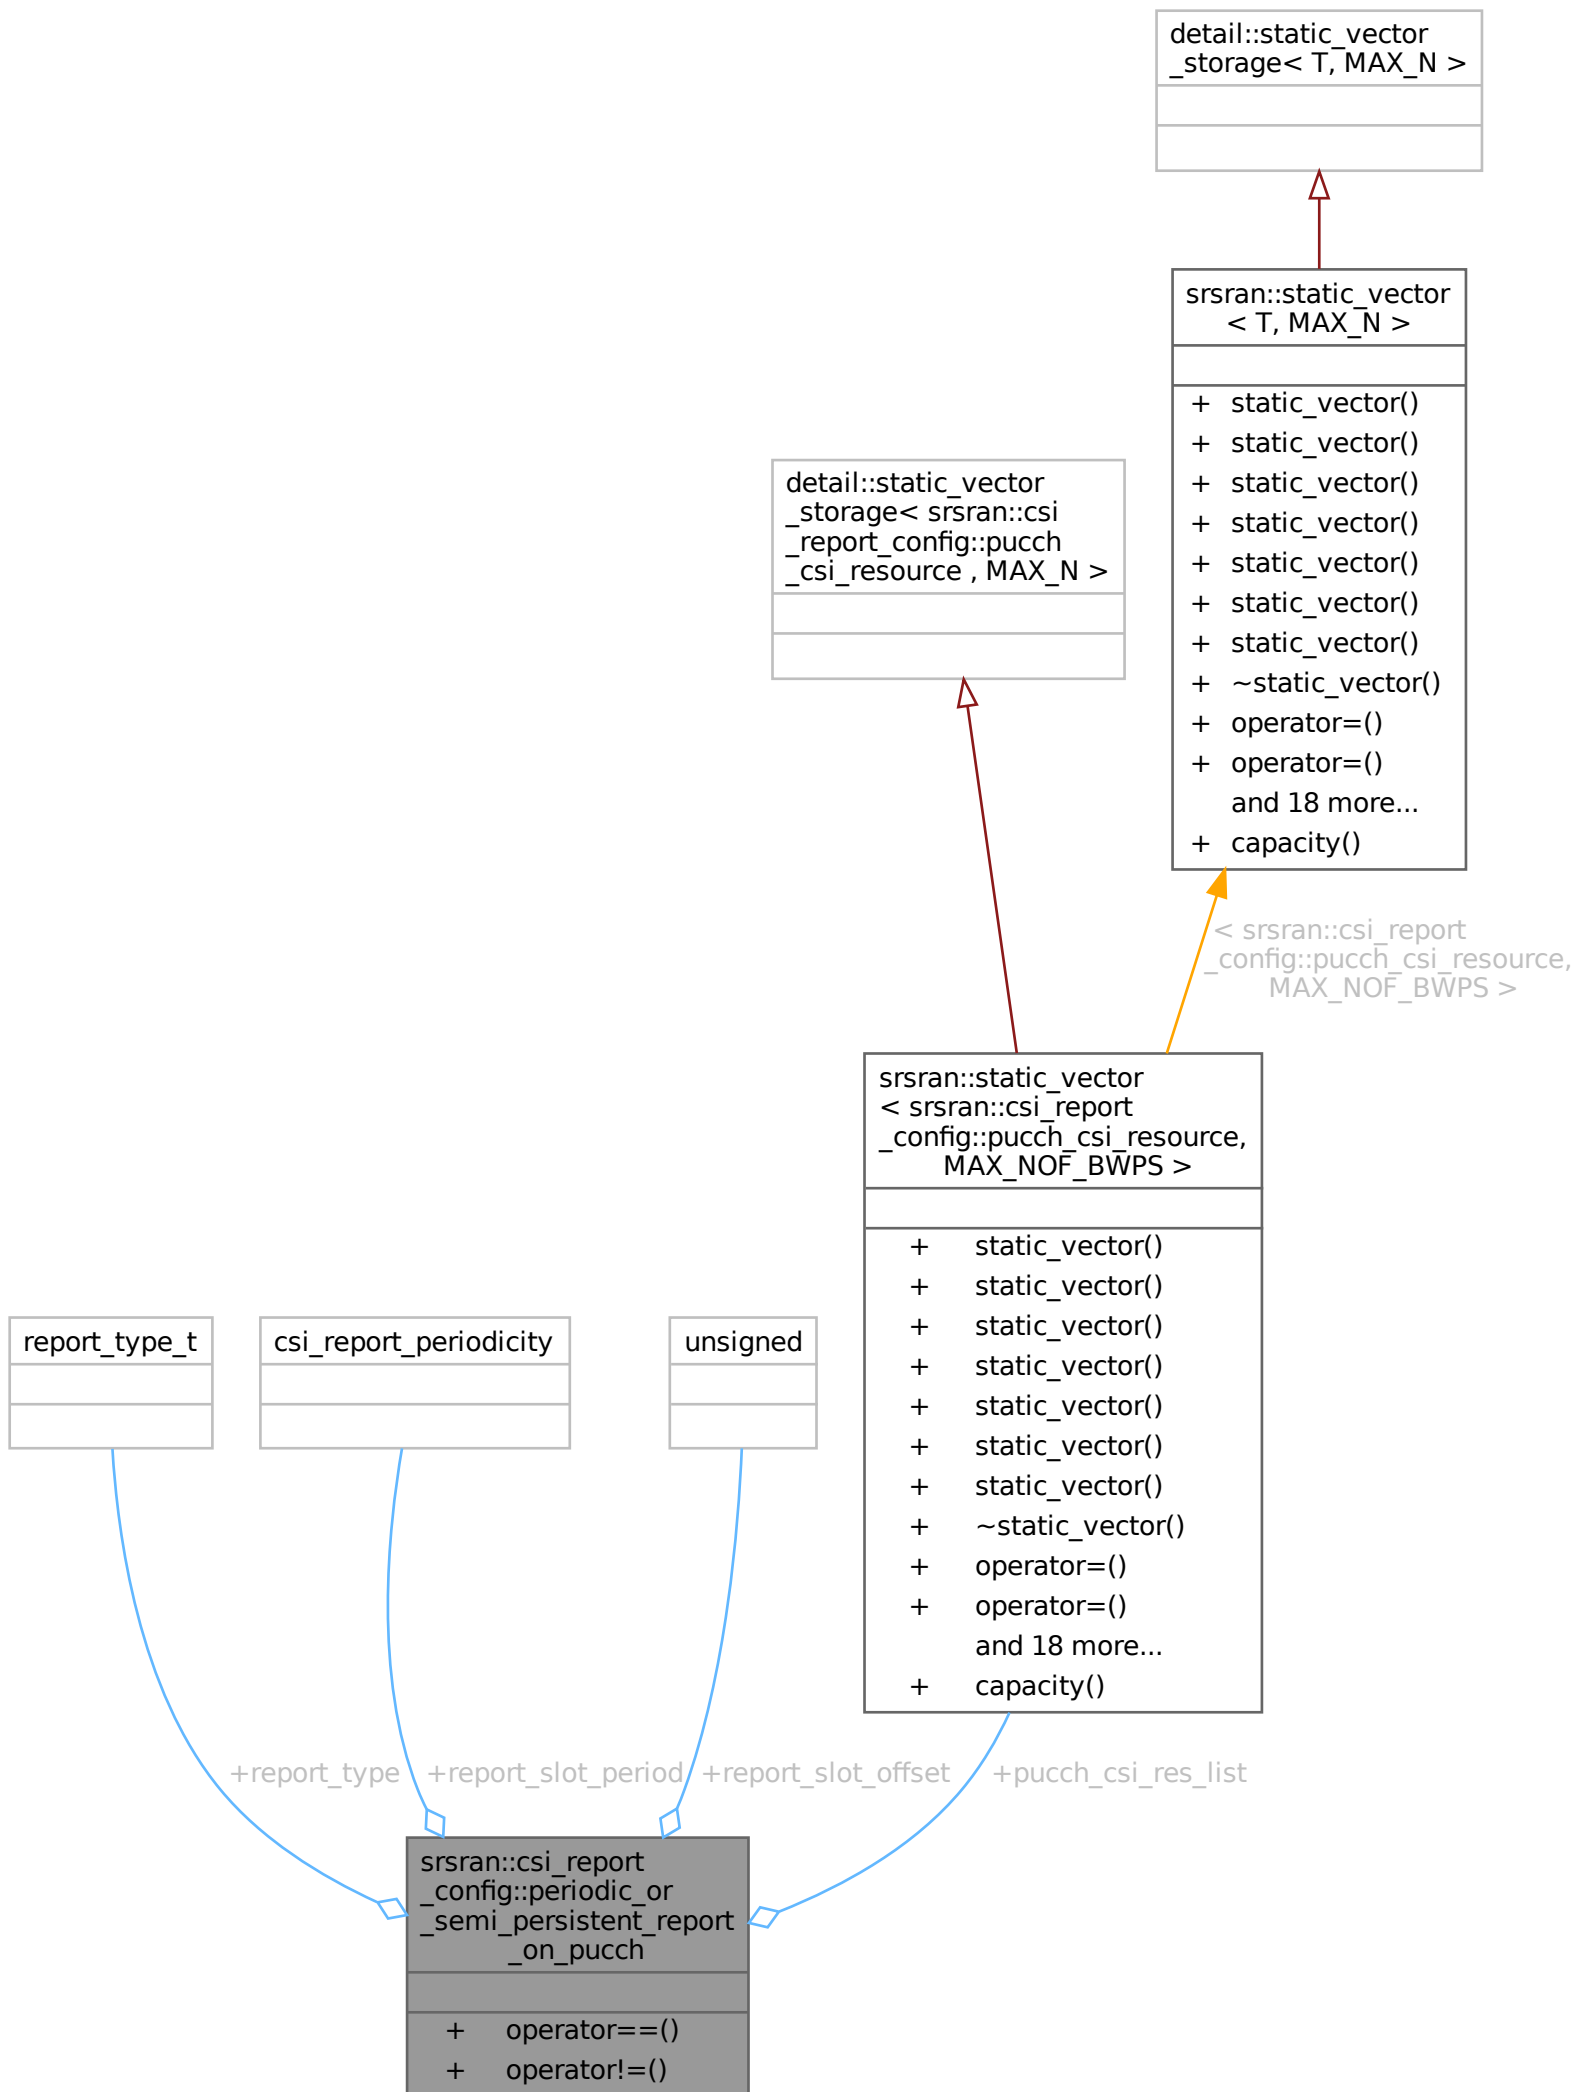 detail::static_vector
_storage< T, MAX_N >
srsran::static_vector
< T, MAX_N >
+ static_vector()
+ static_vector()
+ static_vector()
+ static_vector()
+ static_vector()
+ static_vector()
+ static_vector()
+ ~static_vector()
+ operator=()
+ operator=()
and 18 more...
+ capacity()
detail::static_vector
_storage< srsran::csi
_report_config::pucch
_csi_resource , MAX_N >
< srsran::csi_report
_config::pucch_csi_resource,
MAX_NOF_BWPS >
srsran::static_vector
< srsran::csi_report
_config::pucch_csi_resource,
MAX_NOF_BWPS >
+ static_vector()
+ static_vector()
+ static_vector()
+ static_vector()
+ static_vector()
+ static_vector()
+ static_vector()
+ ~static_vector()
+ operator=()
+ operator=()
and 18 more...
+ capacity()
report_type_t
csi_report_periodicity
unsigned
+report_type
+report_slot_period
+report_slot_offset
+pucch_csi_res_list
srsran::csi_report
_config::periodic_or
_semi_persistent_report
_on_pucch
+ operator==()
+ operator!=()